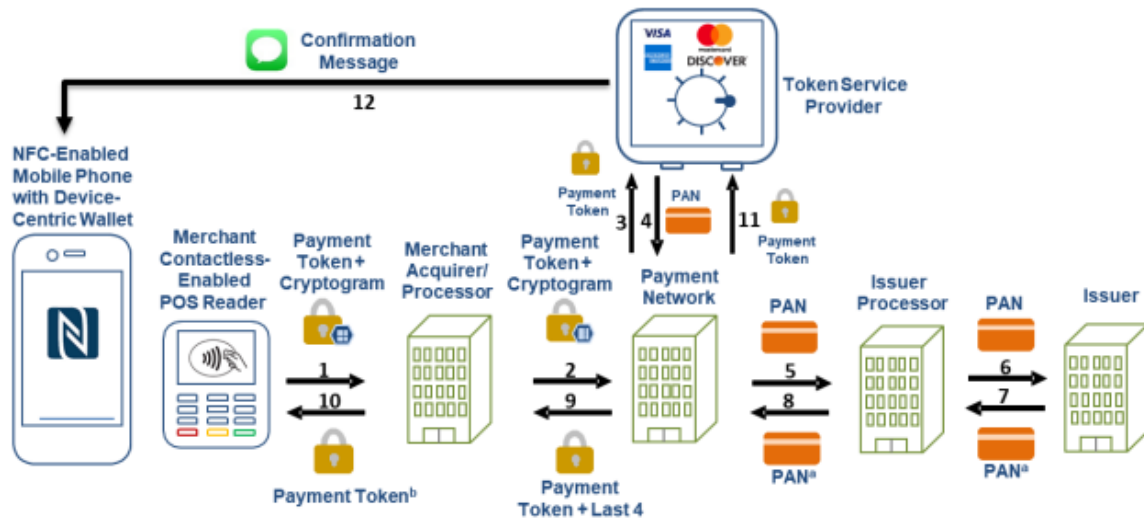 Confirmation
Message
12
VISA
mastercard
DISCOVER
Token Service
Provider
NFC-Enabled
Mobile Phone
with Device-
Centric Wallet
Merchant
Contactless-
Enabled
POS Reader
Payment
Token +
Cryptogram
1
10
Payment Tokenᵇ
Merchant
Acquirer/
Processor
Payment
Token +
Cryptogram
2
9
Payment
Token + Last 4
Payment
Token
3
4
PAN
11
Payment
Token
Payment
Network
PAN
5
8
PANᵃ
Issuer
Processor
PAN
6
7
PANᵃ
Issuer